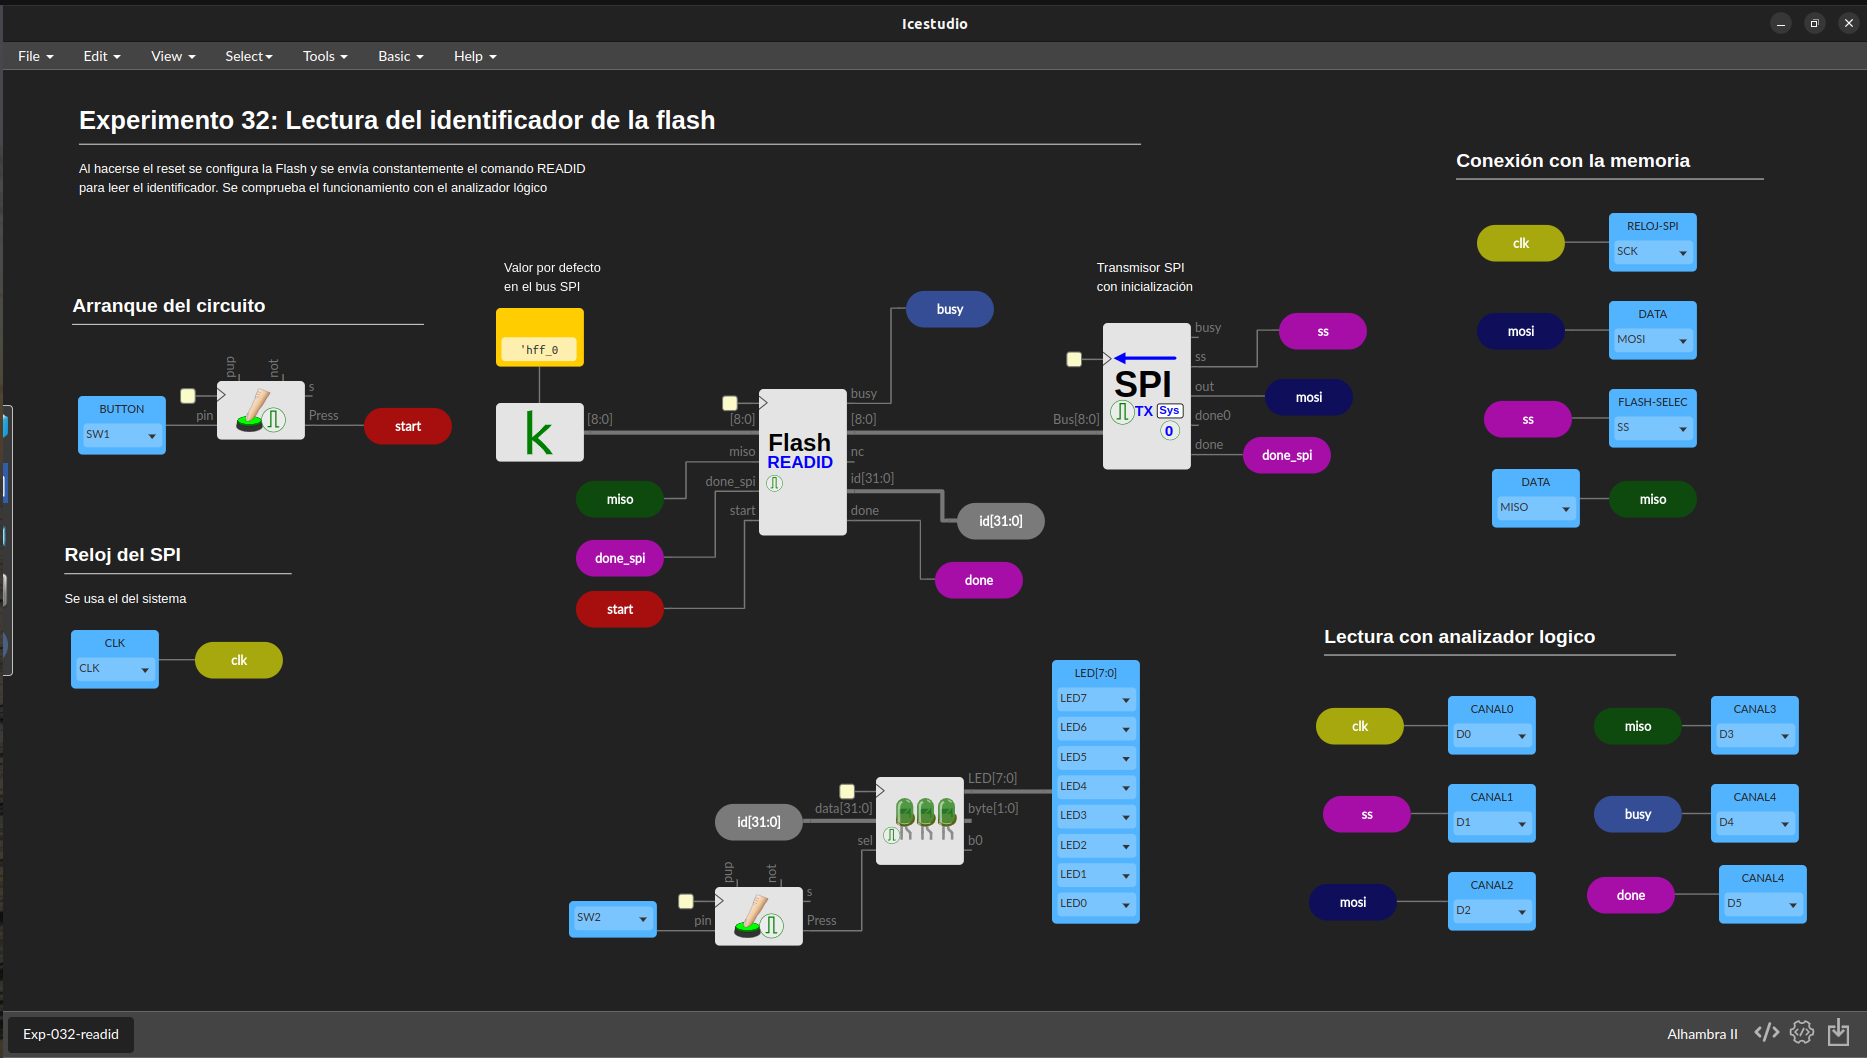 Icestudio
File Edit View Select Tools Basic Help
Experimento 32: Lectura del identificador de la flash
Al hacerse el reset se configura la Flash y se envía constantemente el comando READID
para leer el identificador. Se comprueba el funcionamiento con el analizador lógico
Conexión con la memoria
clk
RELOJ-SPI
SCK
mosi
DATA
MOSI
ss
FLASH-SELEC
SS
DATA
MISO
miso
Arranque del circuito
BUTTON
SW1
pin
pup
not
s
Press
start
Valor por defecto
en el bus SPI
'hff_0
k
[8:0]
[8:0]
miso
done_spi
start
Flash
READID
busy
[8:0]
nc
id[31:0]
done
miso
done_spi
start
busy
id[31:0]
done
Transmisor SPI
con inicialización
Bus[8:0]
SPI
TX Sys
0
busy
ss
out
done0
done
ss
mosi
done_spi
Reloj del SPI
Se usa el del sistema
CLK
CLK
clk
id[31:0]
data[31:0]
sel
LED[7:0]
byte[1:0]
b0
SW2
pin
pup
not
s
Press
LED[7:0]
LED7
LED6
LED5
LED4
LED3
LED2
LED1
LED0
Lectura con analizador logico
clk
CANAL0
D0
miso
CANAL3
D3
ss
CANAL1
D1
busy
CANAL4
D4
mosi
CANAL2
D2
done
CANAL4
D5
Exp-032-readid
Alhambra II